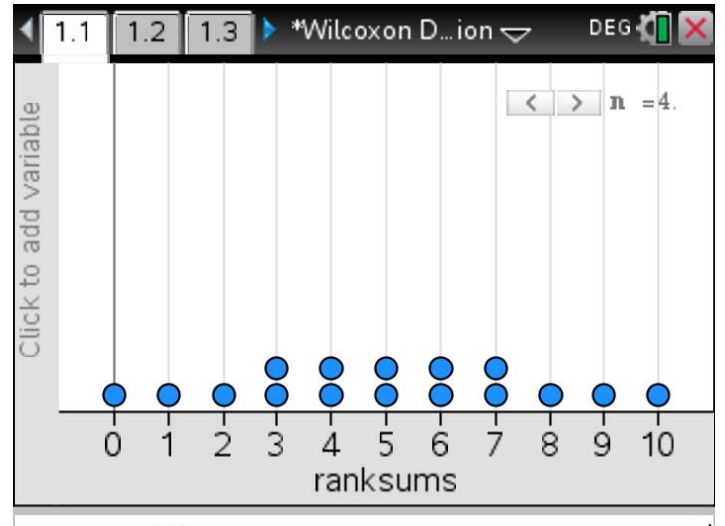 1.1 1.2 1.3 *Wilcoxon D...ion DEG
n =4.
Click to add variable
0 1 2 3 4 5 6 7 8 9 10
ranksums